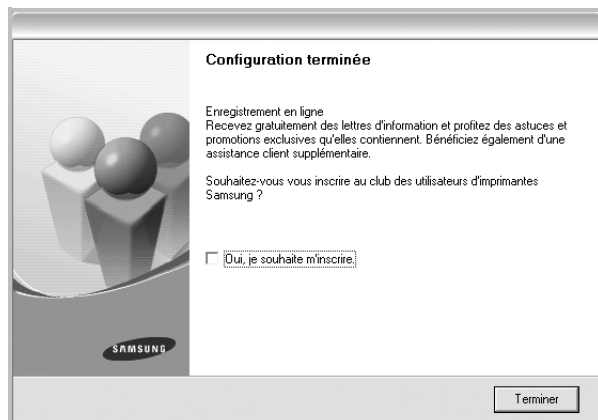 Configuration terminée
Enregistrement en ligne
Recevez gratuitement des lettres d'information et profitez des astuces et
promotions exclusives qu'elles contiennent. Bénéficiez également d'une
assistance client supplémentaire.
Souhaitez-vous vous inscrire au club des utilisateurs d'imprimantes
Samsung ?
Oui, je souhaite m'inscrire.
SAMSUNG
Terminer